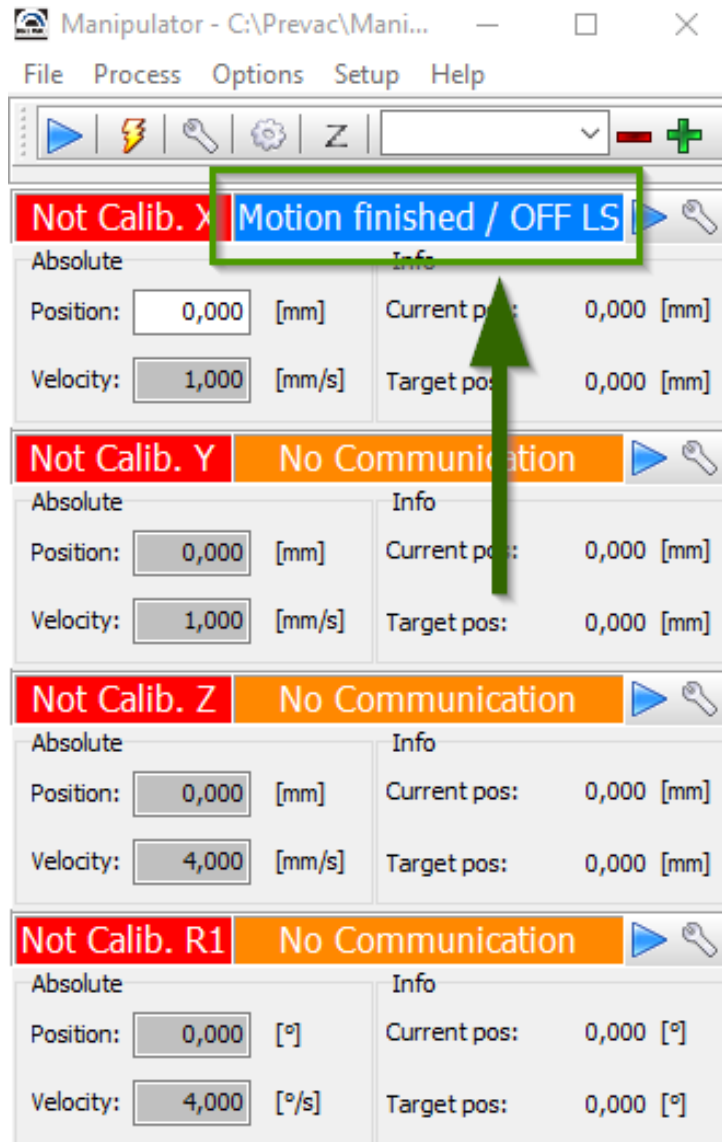 Manipulator - C:\Prevac\Mani...
File Process Options Setup Help
Z
Not Calib. X Motion finished / OFF LS
Absolute Info
Position: 0,000 [mm] Current pos: 0,000 [mm]
Velocity: 1,000 [mm/s] Target pos: 0,000 [mm]
Not Calib. Y No Communication
Absolute Info
Position: 0,000 [mm] Current pos: 0,000 [mm]
Velocity: 1,000 [mm/s] Target pos: 0,000 [mm]
Not Calib. Z No Communication
Absolute Info
Position: 0,000 [mm] Current pos: 0,000 [mm]
Velocity: 4,000 [mm/s] Target pos: 0,000 [mm]
Not Calib. R1 No Communication
Absolute Info
Position: 0,000 [º] Current pos: 0,000 [º]
Velocity: 4,000 [º/s] Target pos: 0,000 [º]